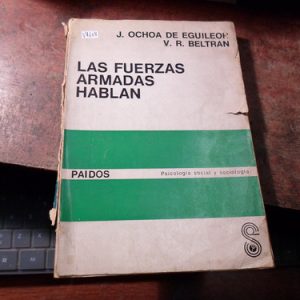 J. OCHOA DE EGUILEOR
V. R. BELTRAN
LAS FUERZAS
ARMADAS
HABLAN
PAIDOS
Psicología social y sociología